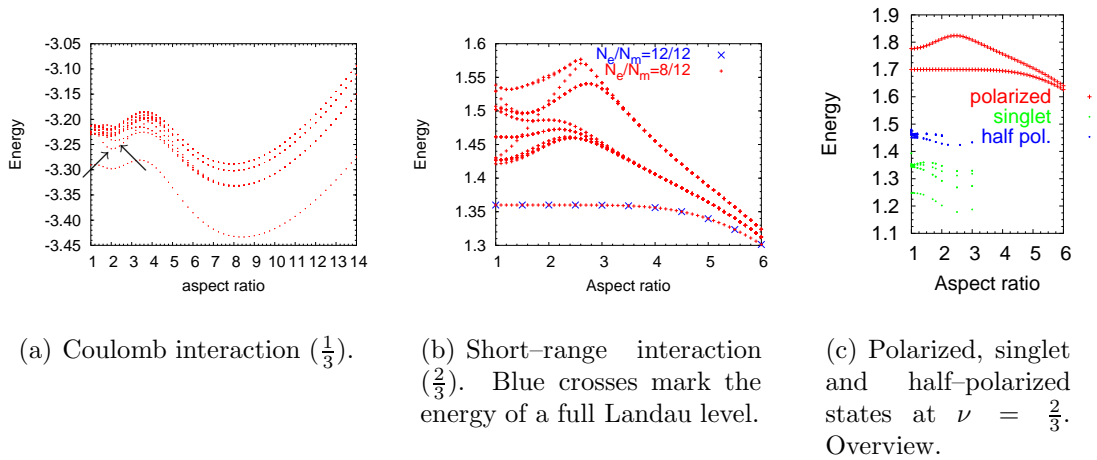 -3.05
-3.10
-3.15
-3.20
-3.25
-3.30
-3.35
-3.40
-3.45
Energy
1 2 3 4 5 6 7 8 9 10 11 12 13 14
aspect ratio
(a) Coulomb interaction (1/3).
1.6
1.55
1.5
1.45
1.4
1.35
1.3
Energy
N_e/N_m=12/12
N_e/N_m=8/12
1 2 3 4 5 6
Aspect ratio
(b) Short–range interaction
(2/3). Blue crosses mark the
energy of a full Landau level.
1.9
1.8
1.7
1.6
1.5
1.4
1.3
1.2
1.1
Energy
polarized
singlet
half pol.
1 2 3 4 5 6
Aspect ratio
(c) Polarized, singlet
and half–polarized
states at ν = 2/3.
Overview.